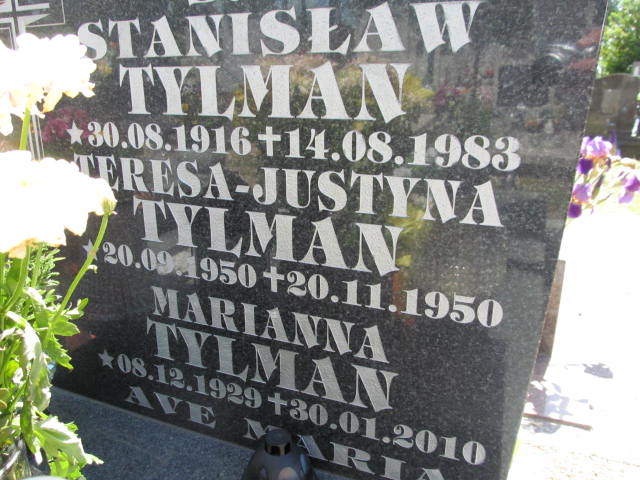 STANISŁAW
TYLMAN
★30.08.1916 ✝14.08.1983
TERESA-JUSTYNA
TYLMAN
★20.09.1950 ✝20.11.1950
MARIANNA
TYLMAN
★08.12.1929 ✝30.01.2010
AVE MARIA